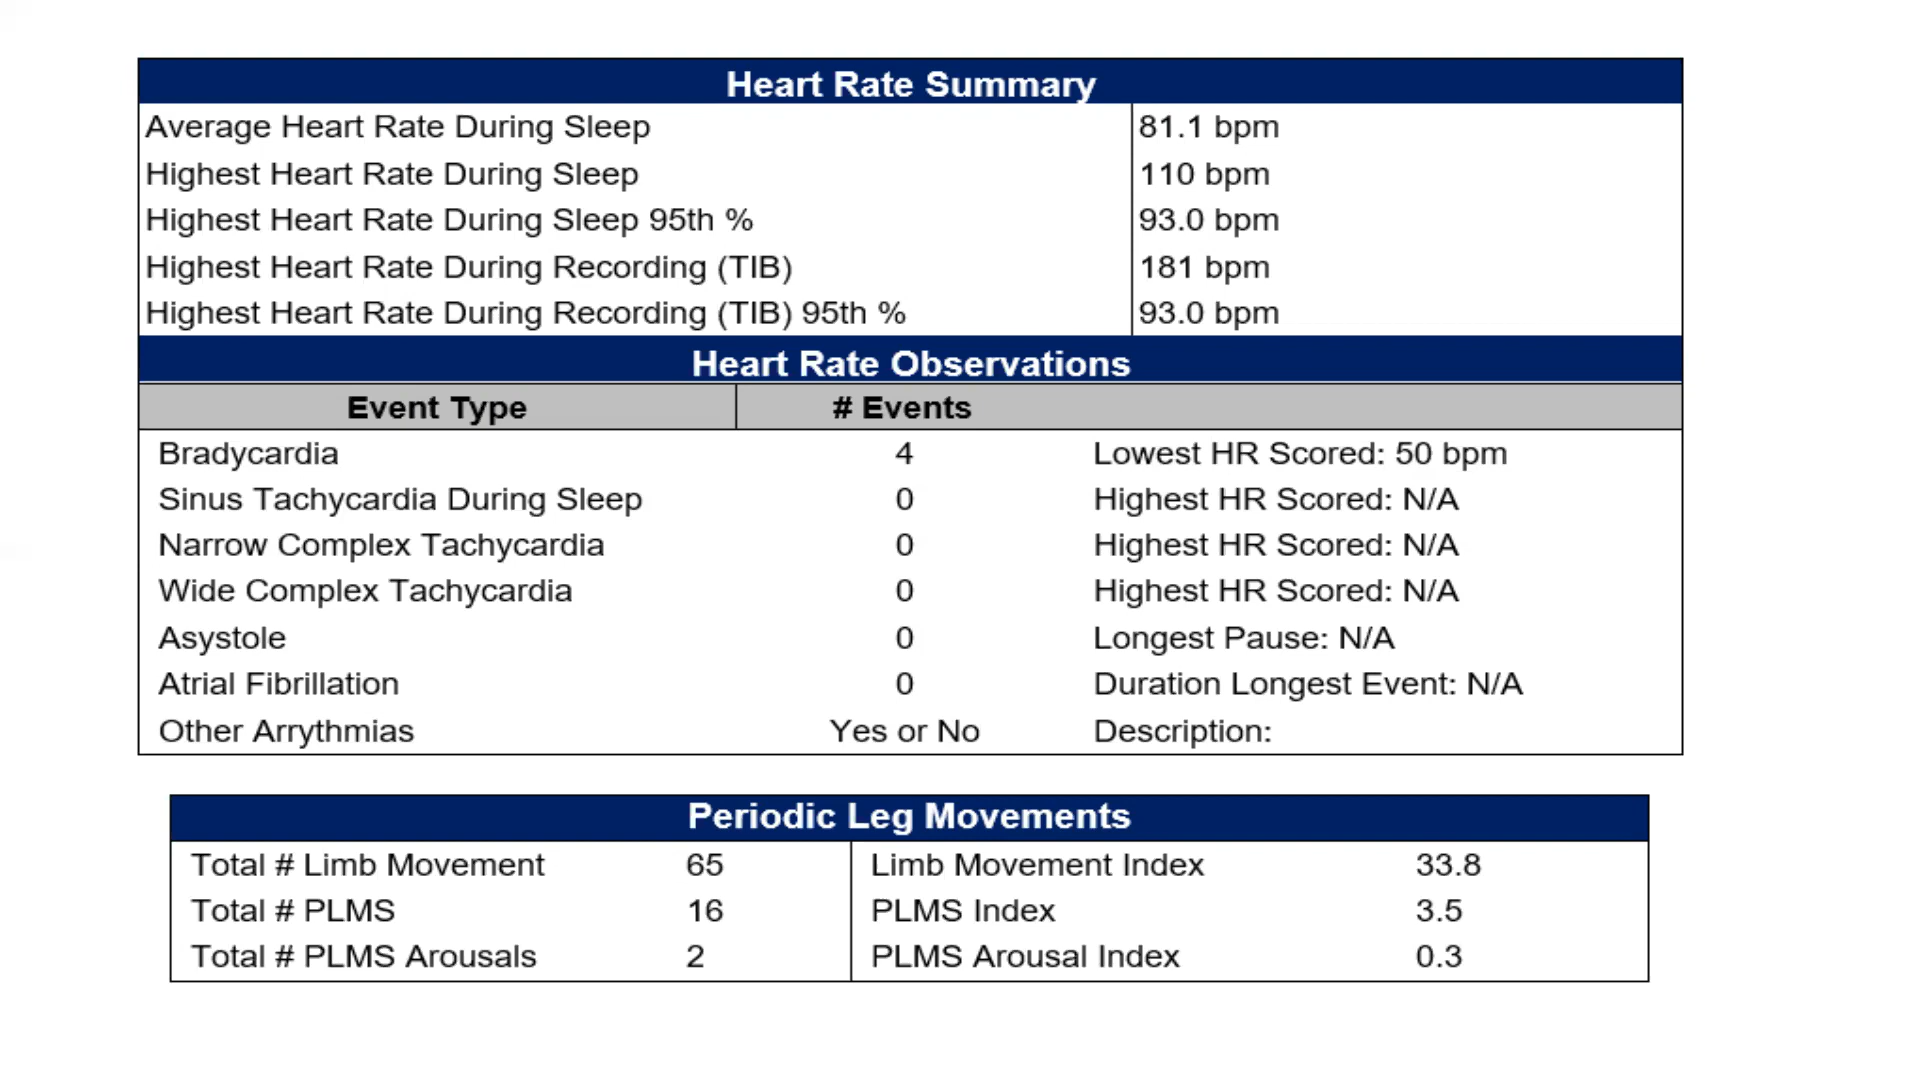 Heart Rate Summary
Average Heart Rate During Sleep 81.1 bpm
Highest Heart Rate During Sleep 110 bpm
Highest Heart Rate During Sleep 95th % 93.0 bpm
Highest Heart Rate During Recording (TIB) 181 bpm
Highest Heart Rate During Recording (TIB) 95th % 93.0 bpm
Heart Rate Observations
Event Type # Events
Bradycardia 4 Lowest HR Scored: 50 bpm
Sinus Tachycardia During Sleep 0 Highest HR Scored: N/A
Narrow Complex Tachycardia 0 Highest HR Scored: N/A
Wide Complex Tachycardia 0 Highest HR Scored: N/A
Asystole 0 Longest Pause: N/A
Atrial Fibrillation 0 Duration Longest Event: N/A
Other Arrythmias Yes or No Description:
Periodic Leg Movements
Total # Limb Movement 65 Limb Movement Index 33.8
Total # PLMS 16 PLMS Index 3.5
Total # PLMS Arousals 2 PLMS Arousal Index 0.3